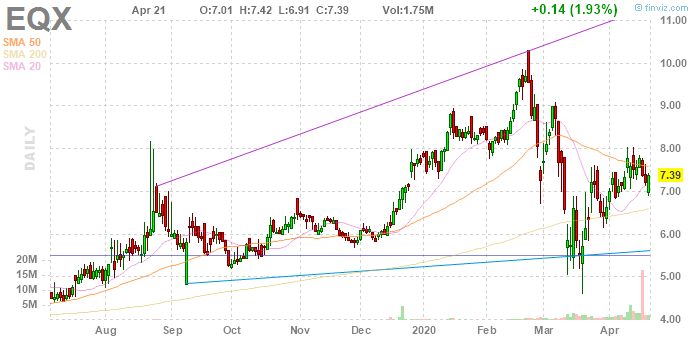 © finviz.com
EQX
Apr 21 O:7.01 H:7.42 L:6.91 C:7.39 Vol:1.75M +0.14 (1.93%)
SMA 50
SMA 200
SMA 20
DAILY
11.00
10.00
9.00
8.00
7.39
7.00
6.00
5.00
4.00
20M
15M
10M
5M
Aug Sep Oct Nov Dec 2020 Feb Mar Apr